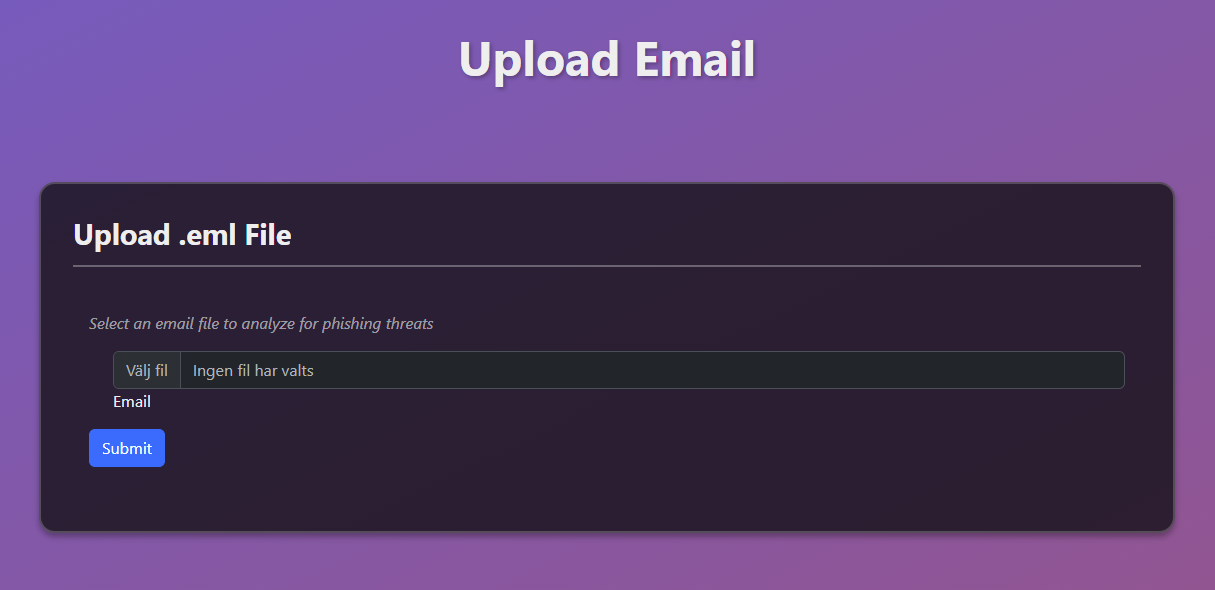 Upload Email
Upload .eml File
Select an email file to analyze for phishing threats
Välj fil Ingen fil har valts
Email
Submit